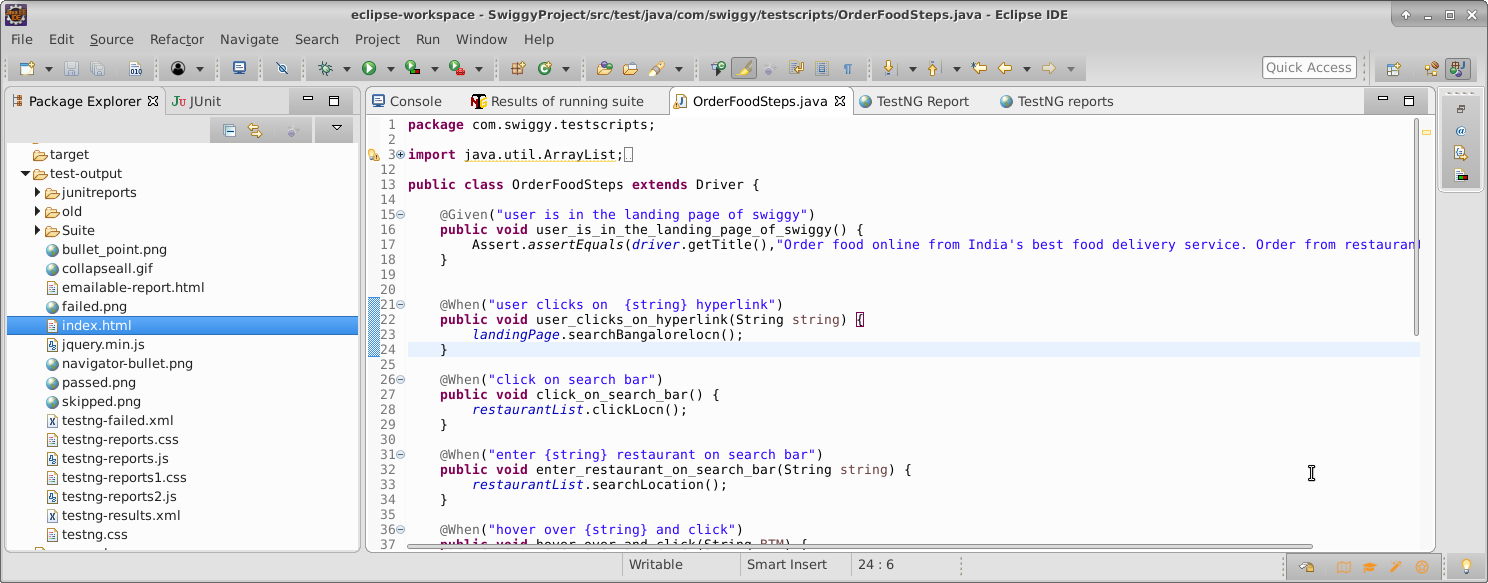 eclipse-workspace - SwiggyProject/src/test/java/com/swiggy/testscripts/OrderFoodSteps.java - Eclipse IDE
File Edit Source Refactor Navigate Search Project Run Window Help
Quick Access
Package Explorer JUnit
target
test-output
junitreports
old
Suite
bullet_point.png
collapseall.gif
emailable-report.html
failed.png
index.html
jquery.min.js
navigator-bullet.png
passed.png
skipped.png
testng-failed.xml
testng-reports.css
testng-reports.js
testng-reports1.css
testng-reports2.js
testng-results.xml
testng.css
Console Results of running suite OrderFoodSteps.java TestNG Report TestNG reports
1 package com.swiggy.testscripts;
2
3 import java.util.ArrayList;
12
13 public class OrderFoodSteps extends Driver {
14
15 @Given("user is in the landing page of swiggy")
16 public void user_is_in_the_landing_page_of_swiggy() {
17 Assert.assertEquals(driver.getTitle(),"Order food online from India's best food delivery service. Order from restauran
18 }
19
20
21 @When("user clicks on  {string} hyperlink")
22 public void user_clicks_on_hyperlink(String string) {
23 landingPage.searchBangalorelocn();
24 }
25
26 @When("click on search bar")
27 public void click_on_search_bar() {
28 restaurantList.clickLocn();
29 }
30
31 @When("enter {string} restaurant on search bar")
32 public void enter_restaurant_on_search_bar(String string) {
33 restaurantList.searchLocation();
34 }
35
36 @When("hover over {string} and click")
37 public void hover_over_and_click(String BTM) {
Writable Smart Insert 24 : 6